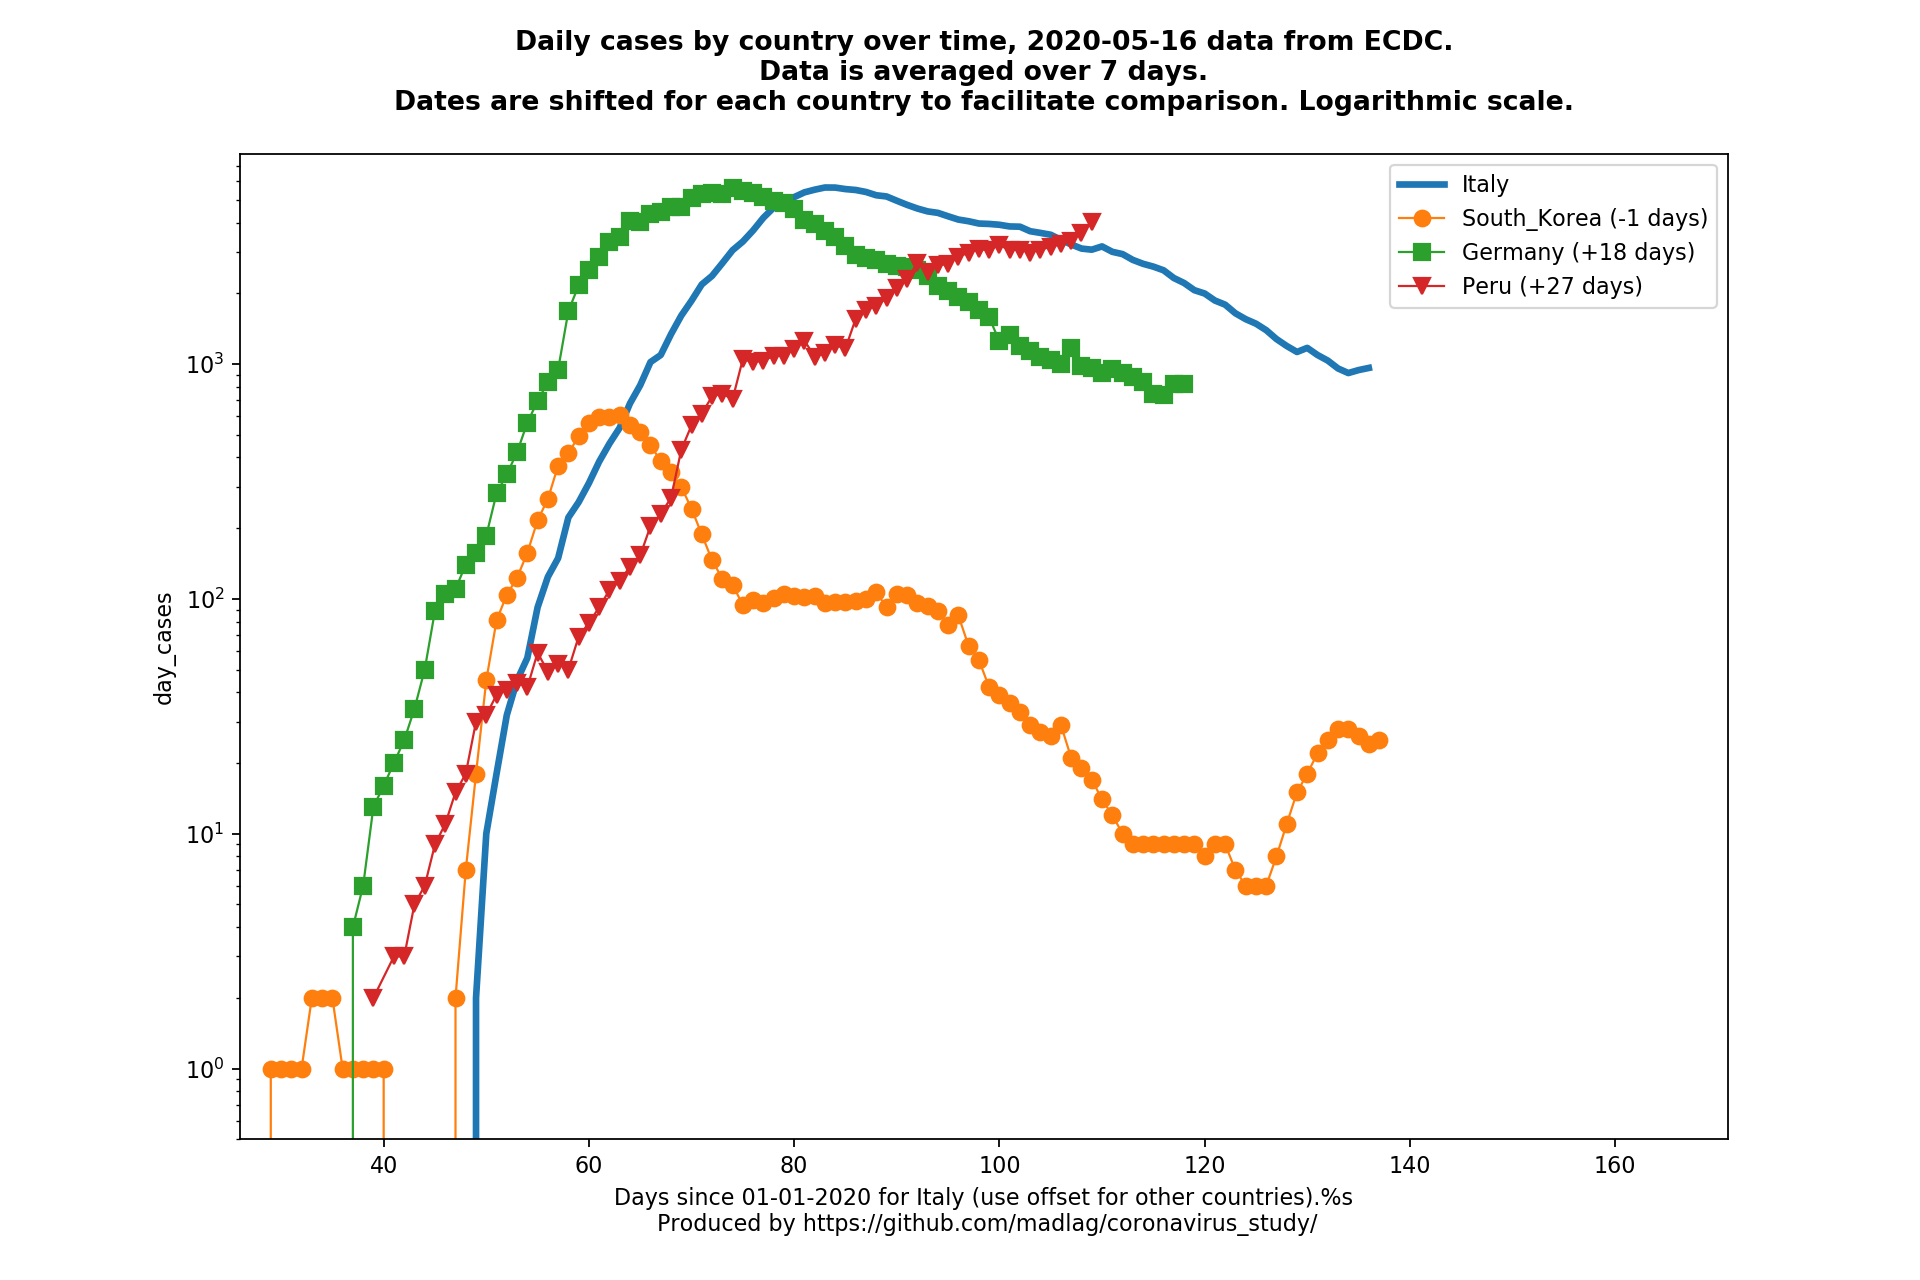 Daily cases by country over time, 2020-05-16 data from ECDC.
Data is averaged over 7 days.
Dates are shifted for each country to facilitate comparison. Logarithmic scale.
Italy
South_Korea (-1 days)
Germany (+18 days)
Peru (+27 days)
day_cases
10³
10²
10¹
10⁰
40 60 80 100 120 140 160
Days since 01-01-2020 for Italy (use offset for other countries).%s
Produced by https://github.com/madlag/coronavirus_study/